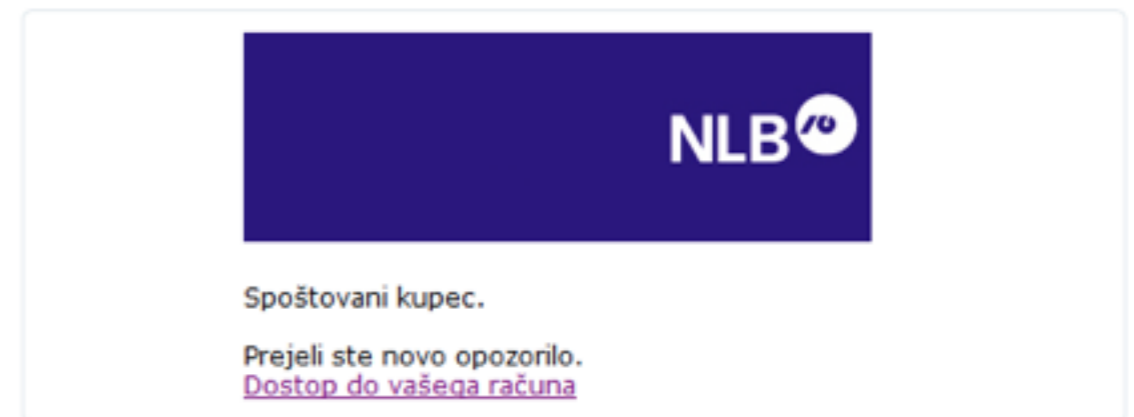 NLB
Spoštovani kupec.
Prejeli ste novo opozorilo.
Dostop do vašega računa